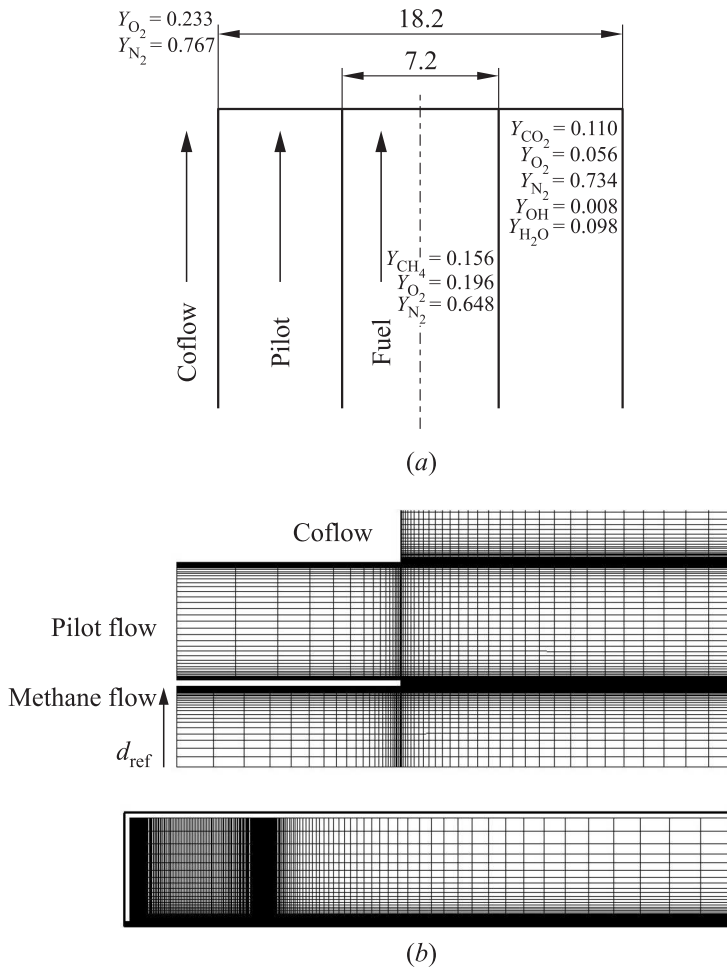 Y_O₂ = 0.233
Y_N₂ = 0.767
18.2
7.2
Y_CO₂ = 0.110
Y_O₂ = 0.056
Y_N₂ = 0.734
Y_OH = 0.008
Y_H₂O = 0.098
Y_CH₄ = 0.156
Y_O₂ = 0.196
Y_N₂ = 0.648
Coflow
Pilot
Fuel
(a)
Coflow
Pilot flow
Methane flow
d_ref
(b)